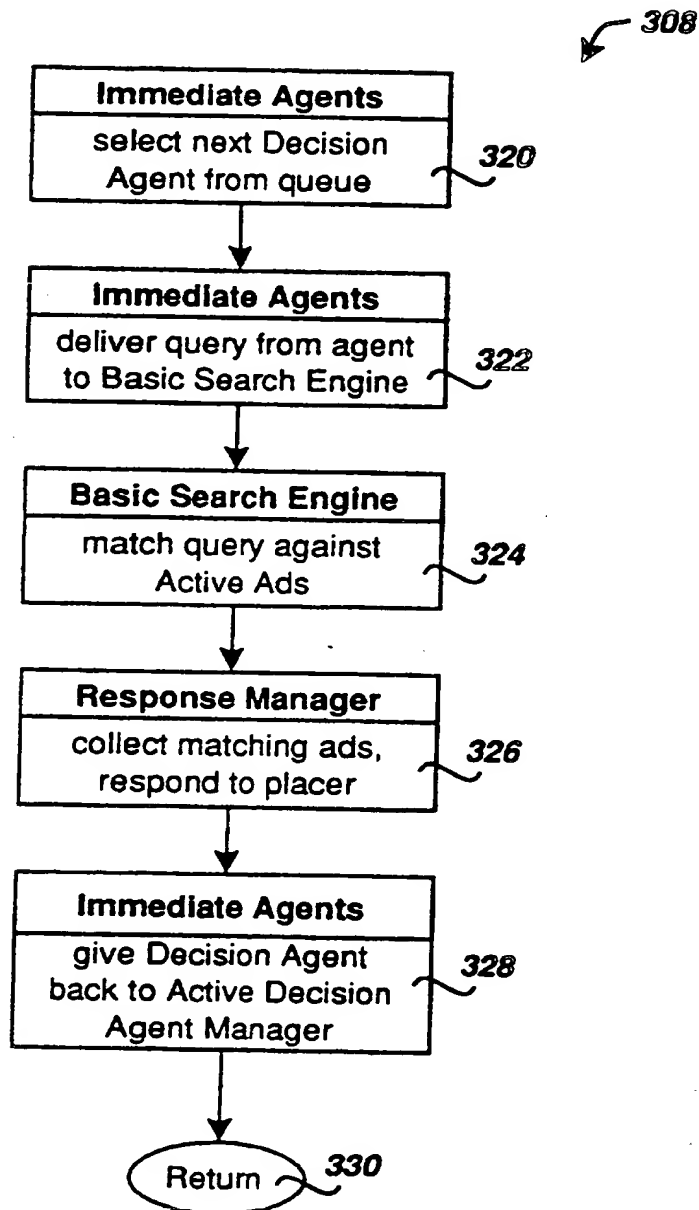 308
Immediate Agents
select next Decision
Agent from queue
320
Immediate Agents
deliver query from agent
to Basic Search Engine
322
Basic Search Engine
match query against
Active Ads
324
Response Manager
collect matching ads,
respond to placer
326
Immediate Agents
give Decision Agent
back to Active Decision
Agent Manager
328
Return
330